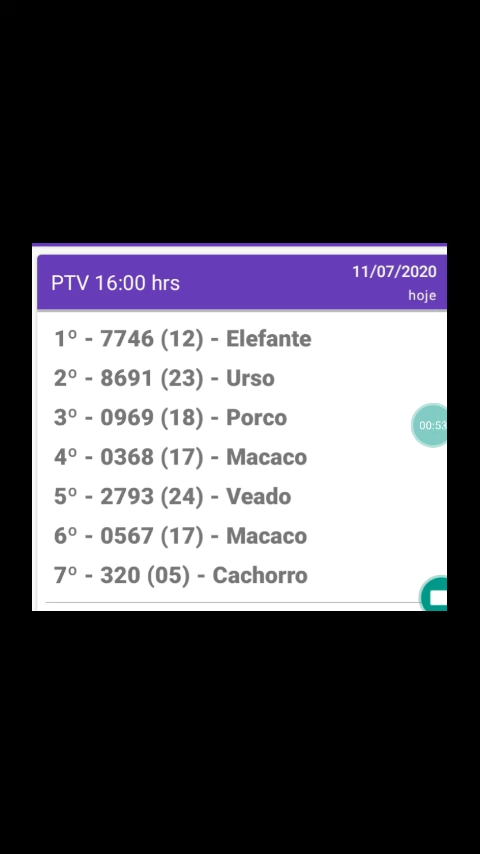 PTV 16:00 hrs
11/07/2020
hoje
1º - 7746 (12) - Elefante
2º - 8691 (23) - Urso
3º - 0969 (18) - Porco
4º - 0368 (17) - Macaco
5º - 2793 (24) - Veado
6º - 0567 (17) - Macaco
7º - 320 (05) - Cachorro
00:53